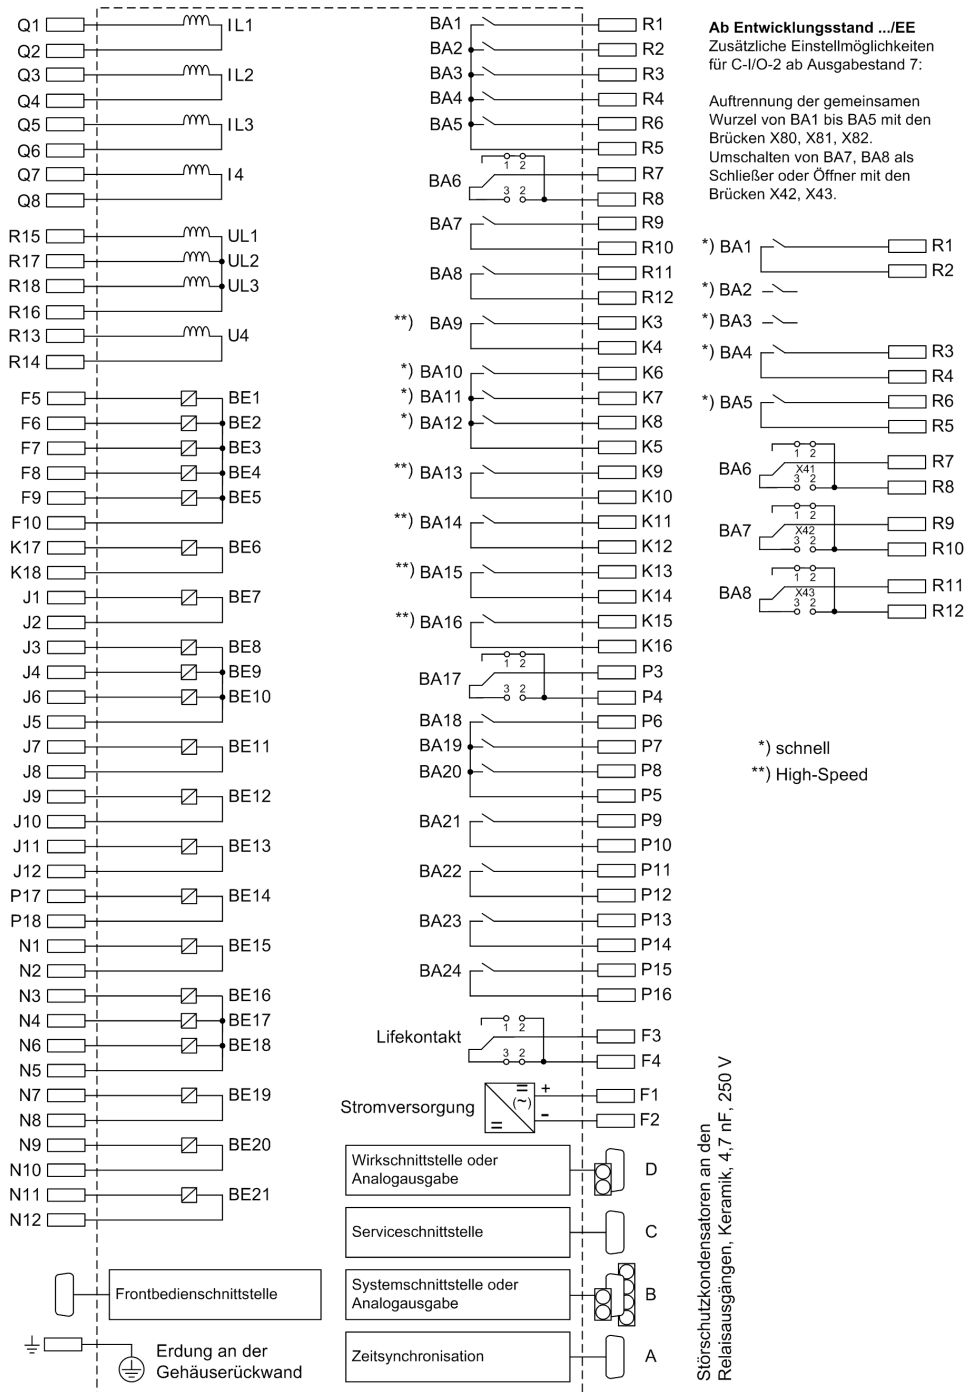 Q1 IL1
Q2
Q3 IL2
Q4
Q5 IL3
Q6
Q7 I4
Q8
R15 UL1
R17 UL2
R18 UL3
R16
R13 U4
R14
F5 BE1
F6 BE2
F7 BE3
F8 BE4
F9 BE5
F10
K17 BE6
K18
J1 BE7
J2
J3 BE8
J4 BE9
J6 BE10
J5
J7 BE11
J8
J9 BE12
J10
J11 BE13
J12
P17 BE14
P18
N1 BE15
N2
N3 BE16
N4 BE17
N6 BE18
N5
N7 BE19
N8
N9 BE20
N10
N11 BE21
N12
Frontbedienschnittstelle
Erdung an der
Gehäuserückwand
BA1 R1
BA2 R2
BA3 R3
BA4 R4
BA5 R6
R5
1 2
BA6 R7
3 2
R8
BA7 R9
R10
BA8 R11
R12
**) BA9 K3
K4
*) BA10 K6
*) BA11 K7
*) BA12 K8
K5
**) BA13 K9
K10
**) BA14 K11
K12
**) BA15 K13
K14
**) BA16 K15
K16
1 2
BA17 P3
3 2
P4
BA18 P6
BA19 P7
BA20 P8
P5
BA21 P9
P10
BA22 P11
P12
BA23 P13
P14
BA24 P15
P16
1 2
Lifekontakt F3
3 2
F4
Stromversorgung = (~) = + F1
- F2
Wirkschnittstelle oder
Analogausgabe
D
Serviceschnittstelle C
Systemschnittstelle oder
Analogausgabe
B
Zeitsynchronisation A
Ab Entwicklungsstand .../EE
Zusätzliche Einstellmöglichkeiten
für C-I/O-2 ab Ausgabestand 7:
Auftrennung der gemeinsamen
Wurzel von BA1 bis BA5 mit den
Brücken X80, X81, X82.
Umschalten von BA7, BA8 als
Schließer oder Öffner mit den
Brücken X42, X43.
*) BA1 R1
R2
*) BA2
*) BA3
*) BA4 R3
R4
*) BA5 R6
R5
1 2
BA6 X41 R7
3 2
R8
1 2
BA7 X42 R9
3 2
R10
1 2
BA8 X43 R11
3 2
R12
*) schnell
**) High-Speed
Störschutzkondensatoren an den
Relaisausgängen, Keramik, 4,7 nF, 250 V